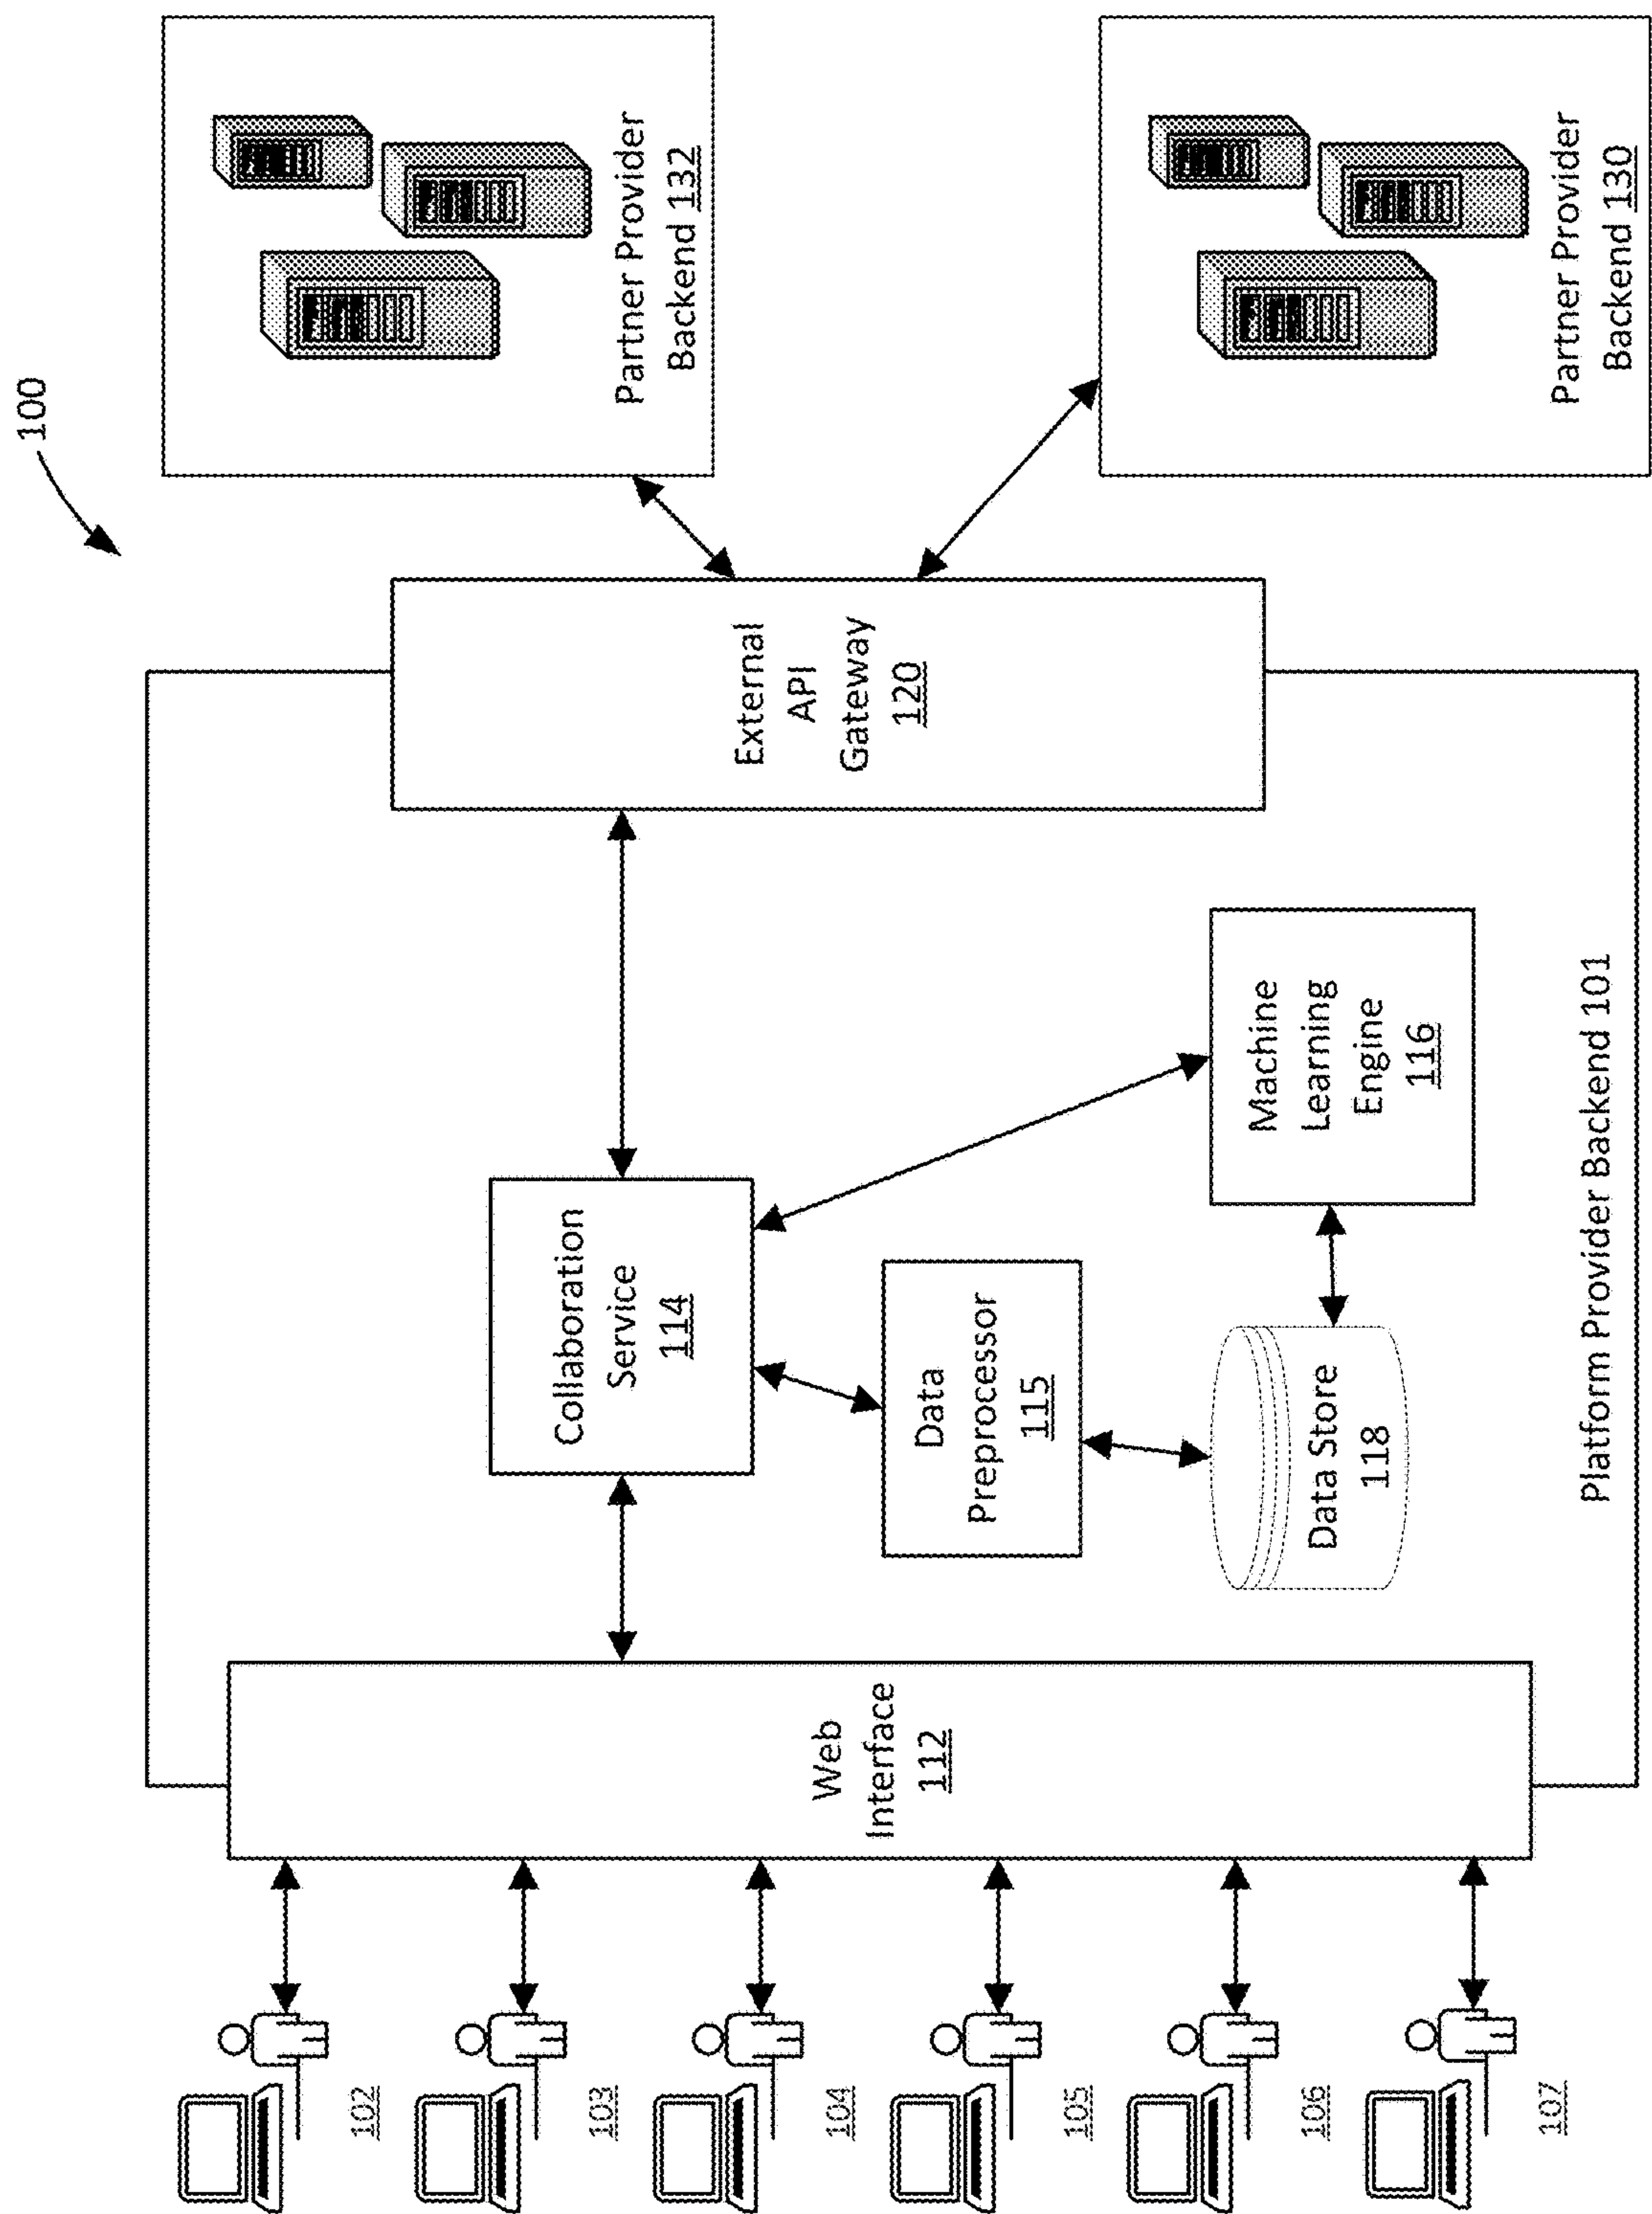 100
102
103
104
105
106
107
Web
Interface
112
Collaboration
Service
114
Data
Preprocessor
115
Data Store
118
Machine
Learning
Engine
116
Platform Provider Backend 101
External
API
Gateway
120
Partner Provider
Backend 132
Partner Provider
Backend 130